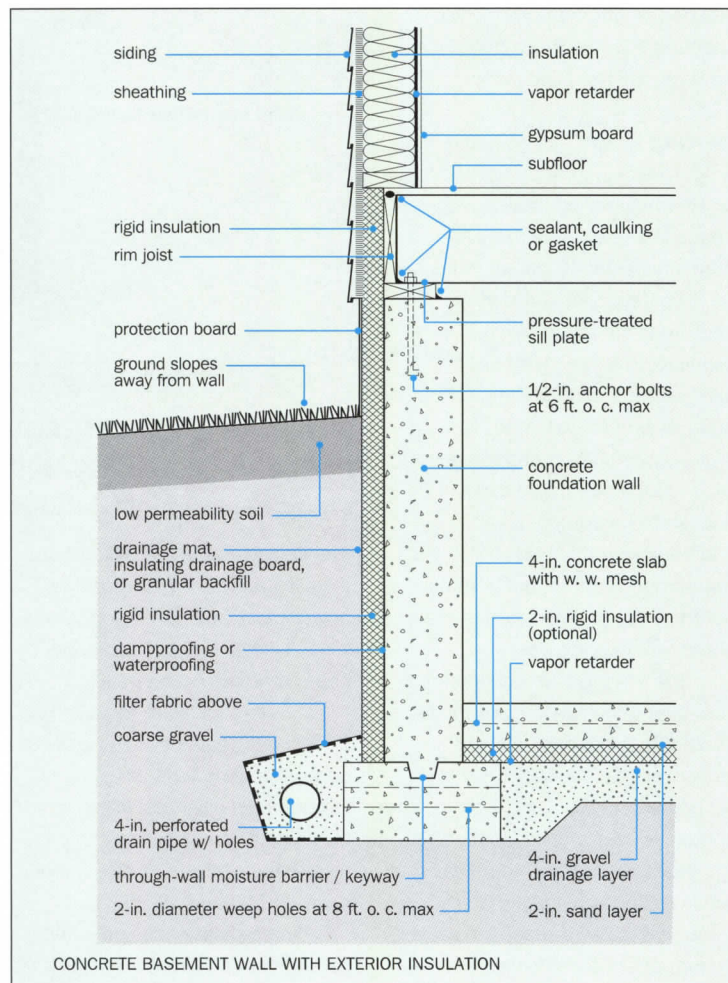 siding
sheathing
rigid insulation
rim joist
protection board
ground slopes
away from wall
low permeability soil
drainage mat,
insulating drainage board,
or granular backfill
rigid insulation
dampproofing or
waterproofing
filter fabric above
coarse gravel
4-in. perforated
drain pipe w/ holes
through-wall moisture barrier / keyway
2-in. diameter weep holes at 8 ft. o. c. max
insulation
vapor retarder
gypsum board
subfloor
sealant, caulking
or gasket
pressure-treated
sill plate
1/2-in. anchor bolts
at 6 ft. o. c. max
concrete
foundation wall
4-in. concrete slab
with w. w. mesh
2-in. rigid insulation
(optional)
vapor retarder
4-in. gravel
drainage layer
2-in. sand layer
CONCRETE BASEMENT WALL WITH EXTERIOR INSULATION